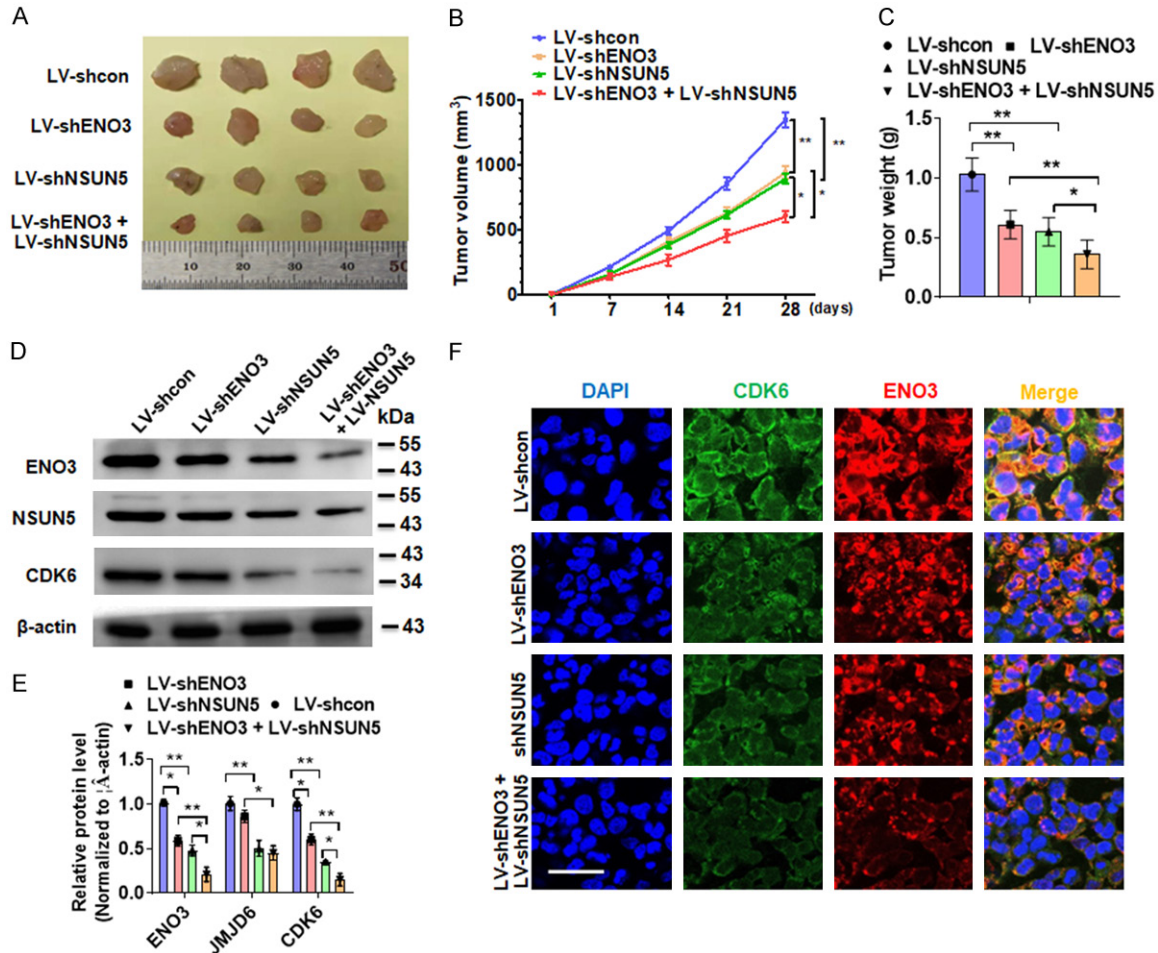 A
LV-shcon
LV-shENO3
LV-shNSUN5
LV-shENO3 +
LV-shNSUN5
10 20 30 40 50
B
LV-shcon
LV-shENO3
LV-shNSUN5
LV-shENO3 + LV-shNSUN5
Tumor volume (mm3)
1500
1000
500
0
1 7 14 21 28 (days)
** ** * *
C
LV-shcon LV-shENO3
LV-shNSUN5
LV-shENO3 + LV-shNSUN5
Tumor weight (g)
1.5
1.0
0.5
0.0
**
**
**
*
D
LV-shcon
LV-shENO3
LV-shNSUN5
LV-shENO3
+ LV-NSUN5
kDa
ENO3
55
43
NSUN5
55
43
CDK6
43
34
β-actin
43
E
LV-shENO3
LV-shNSUN5 LV-shcon
LV-shENO3 + LV-shNSUN5
Relative protein level
(Normalized to ¦Â-actin)
1.5
1.0
0.5
0.0
** * ** *
** *
** * ** *
ENO3 JMJD6 CDK6
F
DAPI CDK6 ENO3 Merge
LV-shcon
LV-shENO3
shNSUN5
LV-shENO3 +
LV-shNSUN5